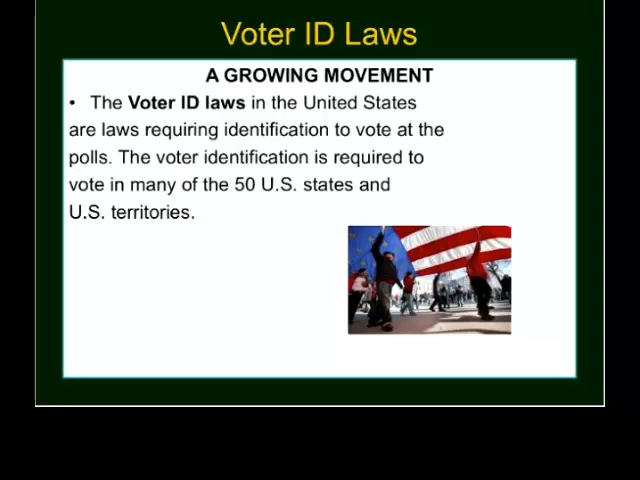 Voter ID Laws
A GROWING MOVEMENT
• The Voter ID laws in the United States
are laws requiring identification to vote at the
polls. The voter identification is required to
vote in many of the 50 U.S. states and
U.S. territories.